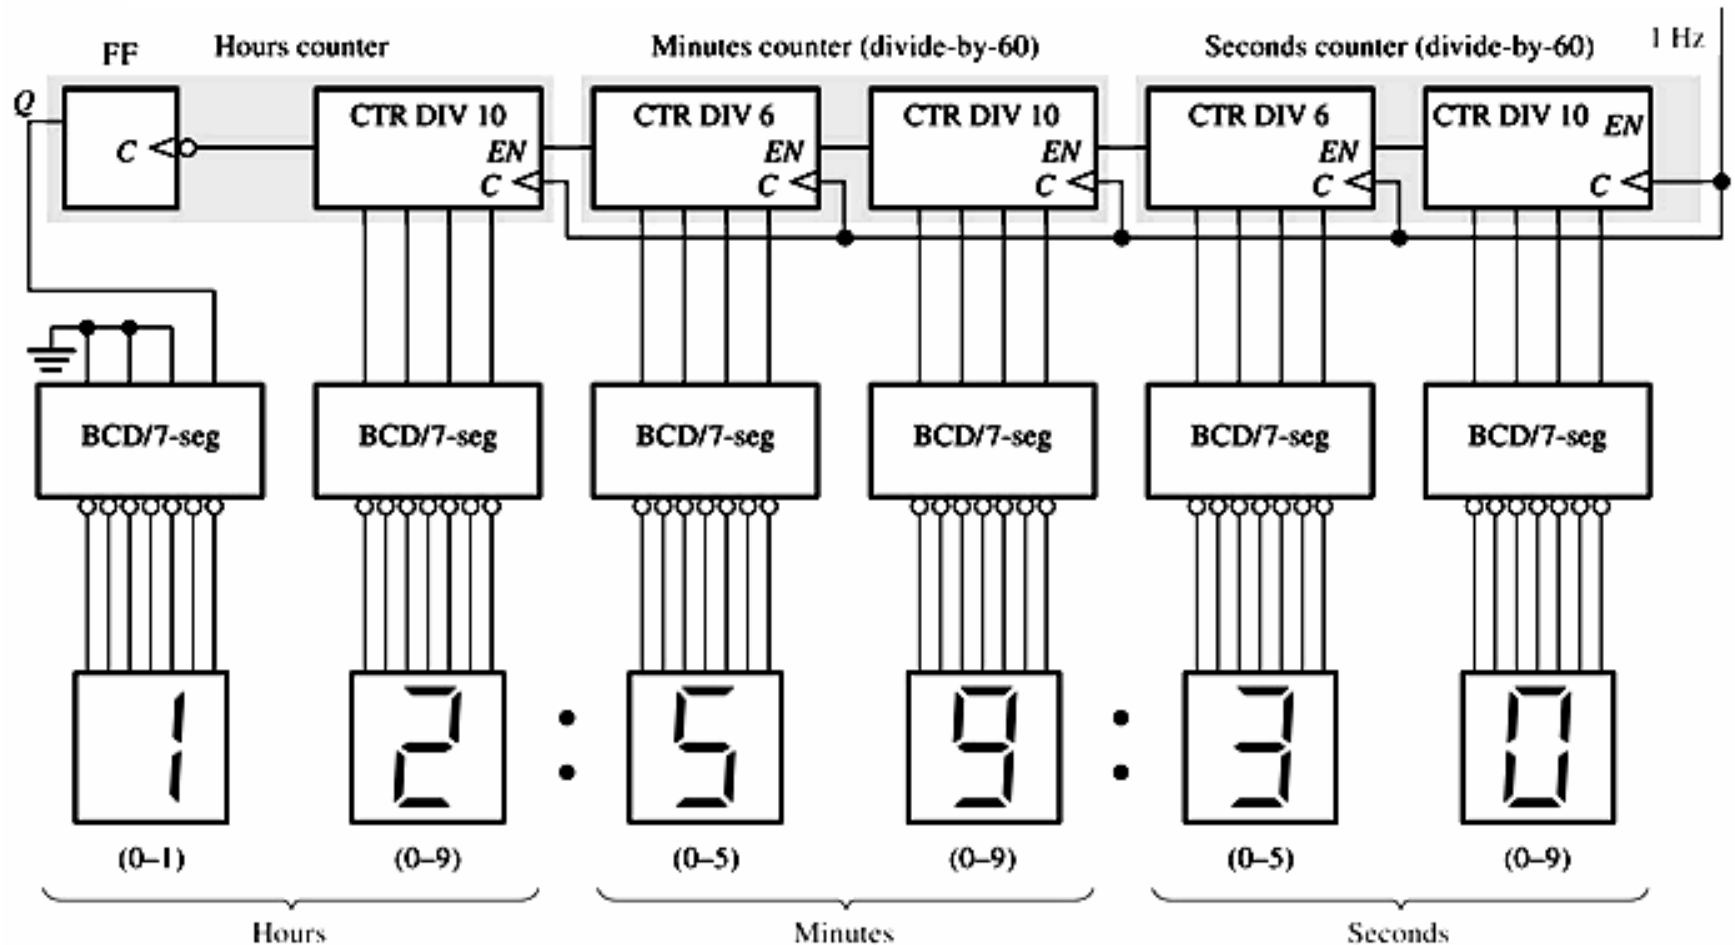 FF Hours counter Minutes counter (divide-by-60) Seconds counter (divide-by-60) 1 Hz
Q
CTR DIV 10 CTR DIV 6 CTR DIV 10 CTR DIV 6 CTR DIV 10 EN
C EN EN EN EN
C C C C C
BCD/7-seg BCD/7-seg BCD/7-seg BCD/7-seg BCD/7-seg BCD/7-seg
1 2 : 5 9 : 3 0
(0–1) (0–9) (0–5) (0–9) (0–5) (0–9)
Hours Minutes Seconds